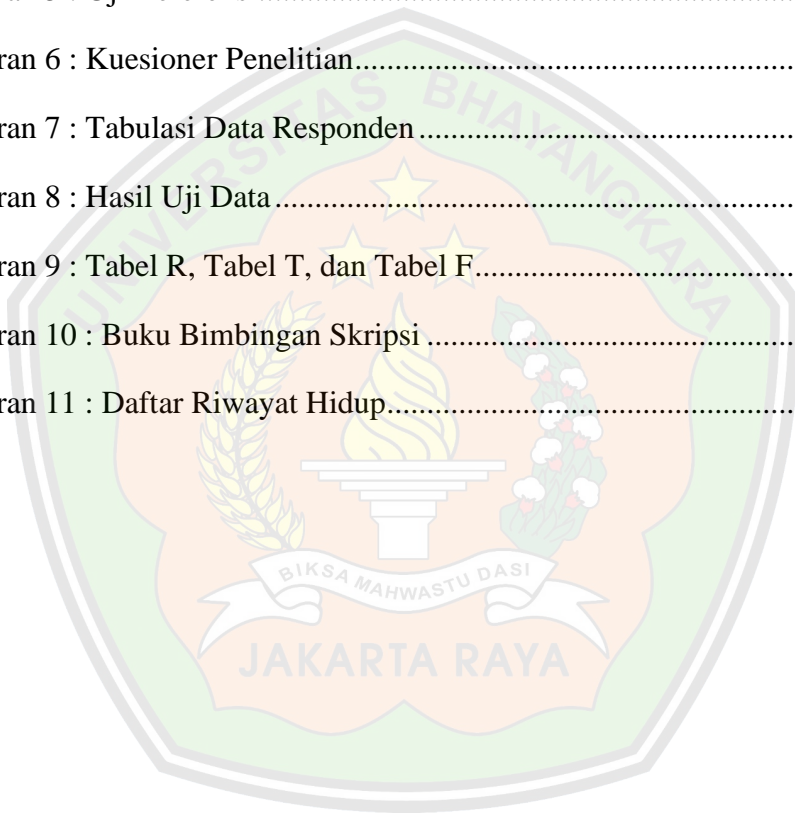 ran 6 : Kuesioner Penelitian
ran 7 : Tabulasi Data Responden
ran 8 : Hasil Uji Data
ran 9 : Tabel R, Tabel T, dan Tabel F
ran 10 : Buku Bimbingan Skripsi
ran 11 : Daftar Riwayat Hidup
UNIVERSITAS BHAYANGKARA
BIKSA MAHWASTU DASI
JAKARTA RAYA